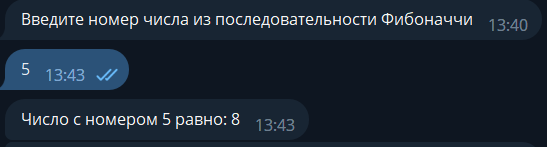 Введите номер числа из последовательности Фибоначчи 13:40
5 13:43
Число с номером 5 равно: 8 13:43